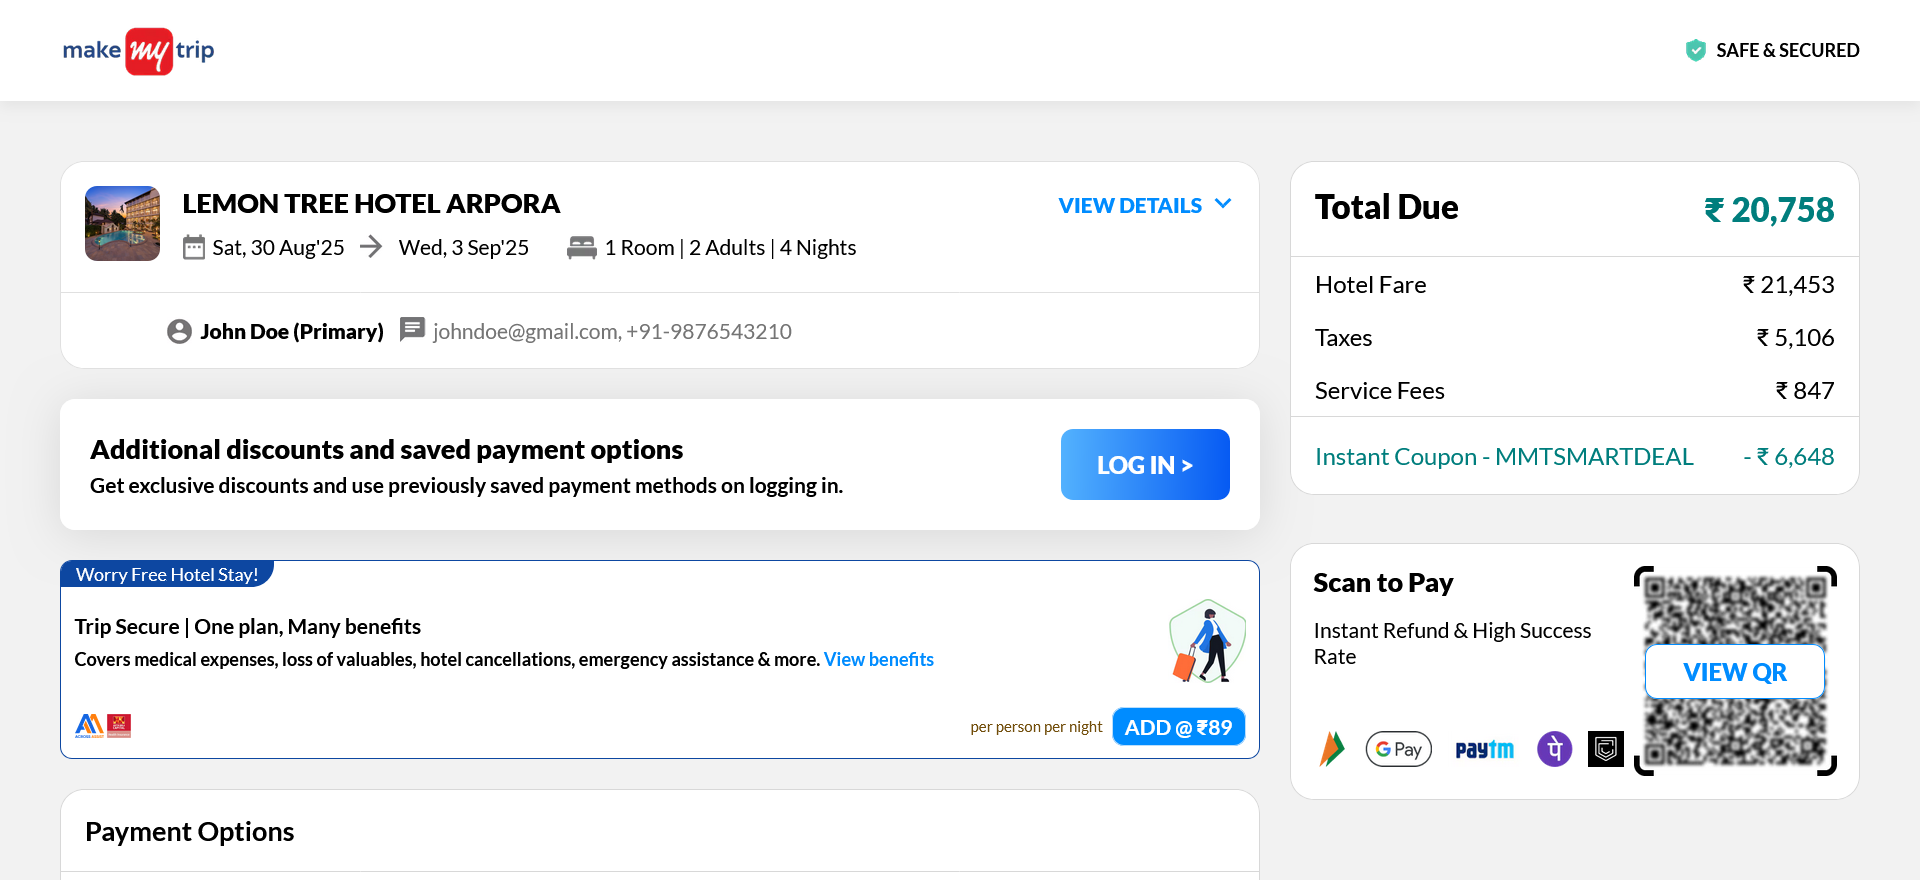 make my trip
SAFE & SECURED
LEMON TREE HOTEL ARPORA
VIEW DETAILS
Sat, 30 Aug'25
Wed, 3 Sep'25
1 Room | 2 Adults | 4 Nights
John Doe (Primary)
johndoe@gmail.com, +91-9876543210
Additional discounts and saved payment options
Get exclusive discounts and use previously saved payment methods on logging in.
LOG IN >
Worry Free Hotel Stay!
Trip Secure | One plan, Many benefits
Covers medical expenses, loss of valuables, hotel cancellations, emergency assistance & more. View benefits
per person per night
ADD @ ₹89
Payment Options
Total Due
₹ 20,758
Hotel Fare
₹ 21,453
Taxes
₹ 5,106
Service Fees
₹ 847
Instant Coupon - MMTSMARTDEAL
- ₹ 6,648
Scan to Pay
Instant Refund & High Success
Rate
VIEW QR
G Pay
paytm
पे